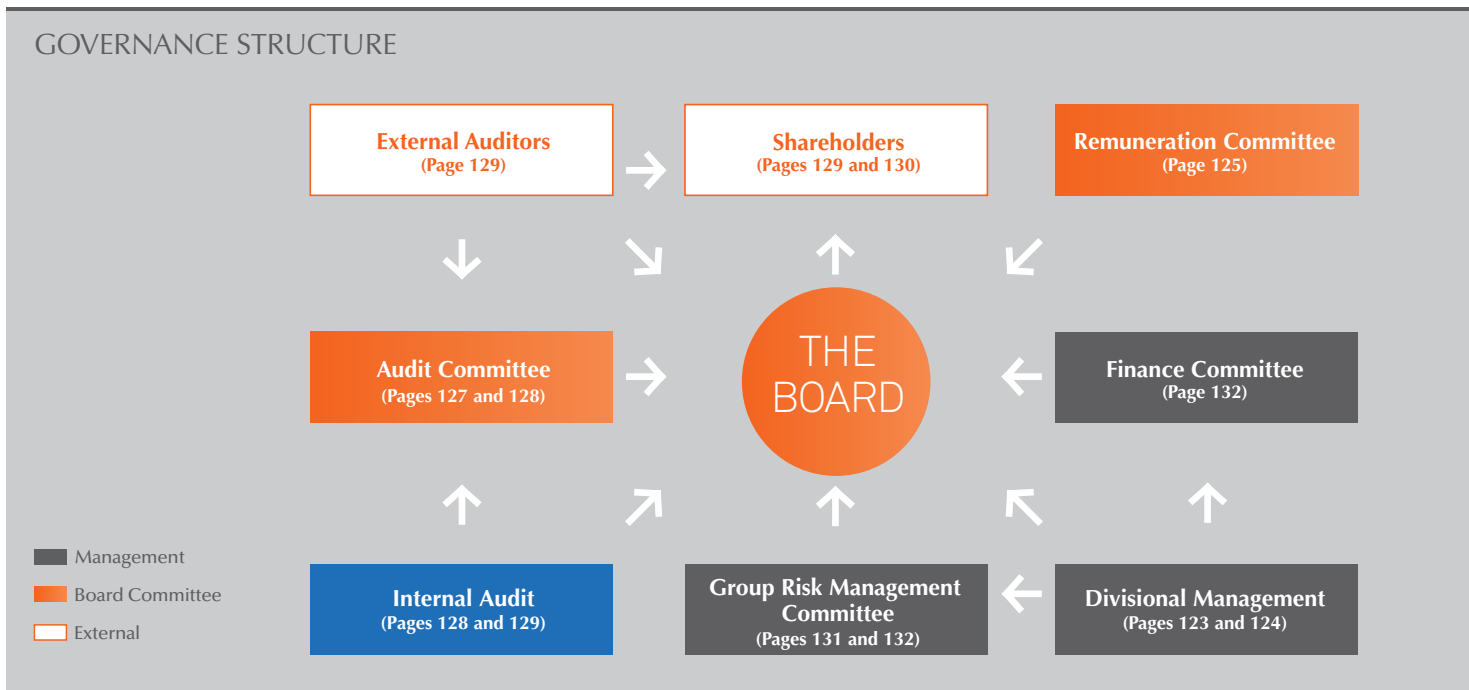 GOVERNANCE STRUCTURE
External Auditors
(Page 129)
Shareholders
(Pages 129 and 130)
Remuneration Committee
(Page 125)
Audit Committee
(Pages 127 and 128)
THE
BOARD
Finance Committee
(Page 132)
Management
Board Committee
External
Internal Audit
(Pages 128 and 129)
Group Risk Management
Committee
(Pages 131 and 132)
Divisional Management
(Pages 123 and 124)